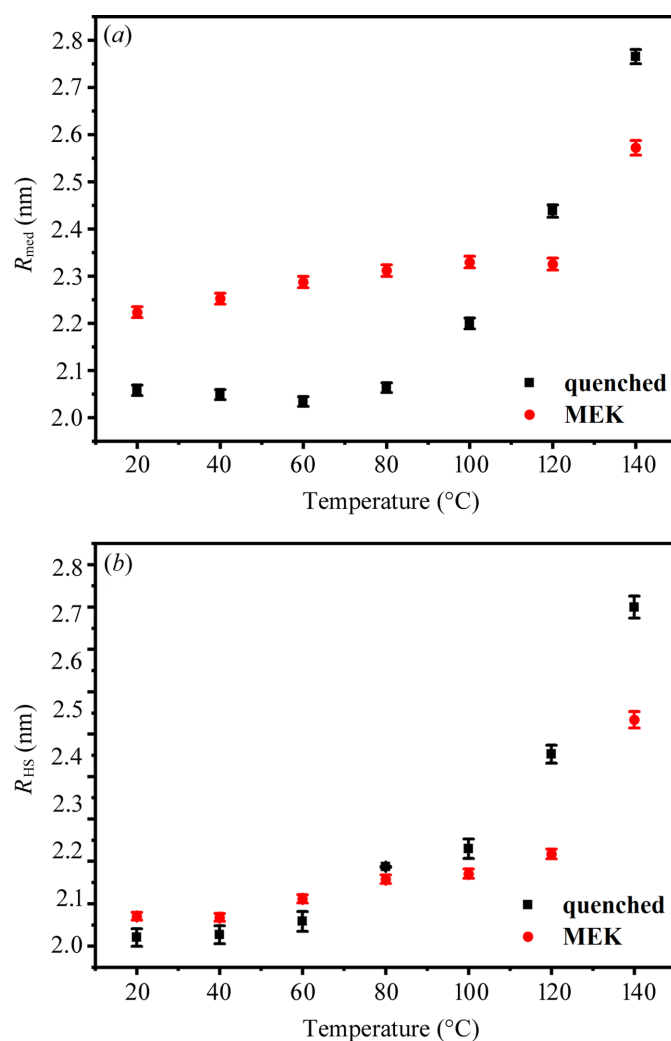 (a)
2.8
2.7
2.6
2.5
2.4
2.3
2.2
2.1
2.0
R_med (nm)
quenched
MEK
20 40 60 80 100 120 140
Temperature (°C)
(b)
2.8
2.7
2.6
2.5
2.4
2.3
2.2
2.1
2.0
R_HS (nm)
quenched
MEK
20 40 60 80 100 120 140
Temperature (°C)